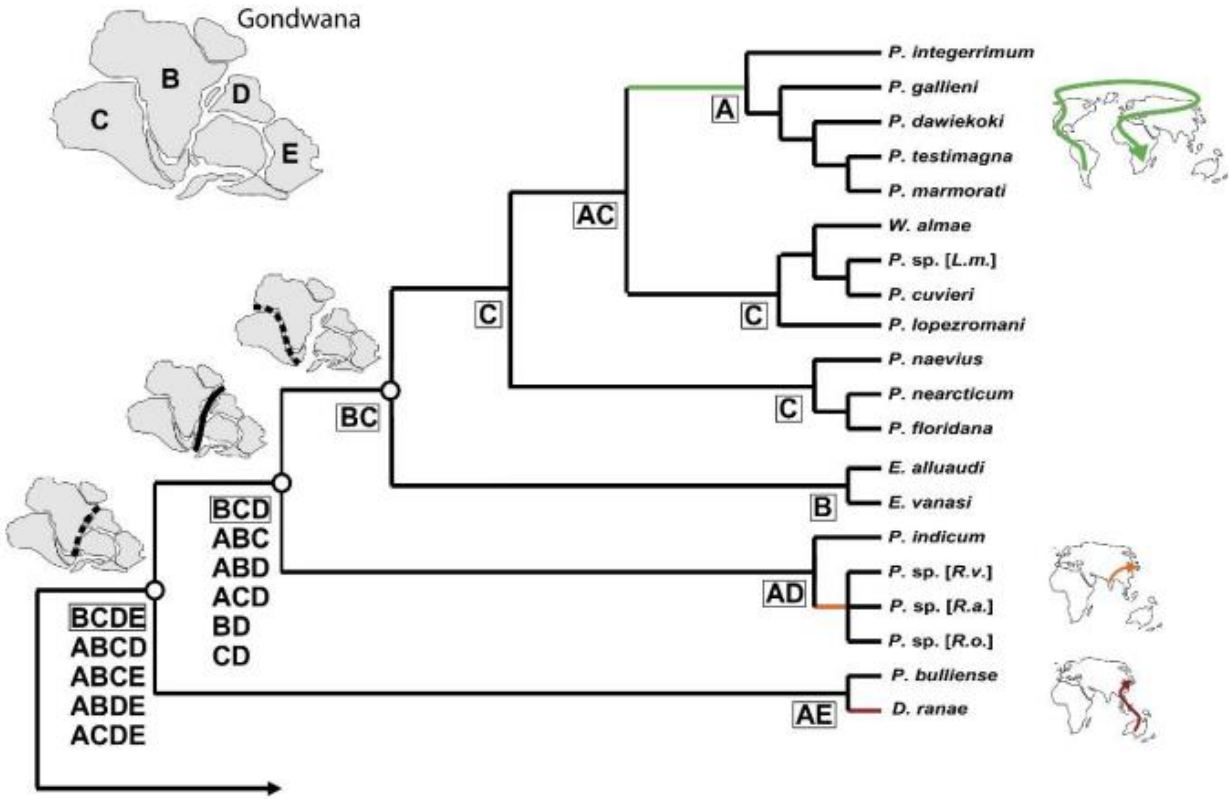 Gondwana
B
D
C
E
P. integerrimum
P. gallieni
A
P. dawiekoki
P. testimagna
P. marmorati
AC
W. almae
P. sp. [L.m.]
P. cuvieri
C
C
P. lopezromani
P. naevius
P. nearcticum
C
BC
P. floridana
E. alluaudi
E. vanasi
B
BCD
ABC
ABD
ACD
BD
CD
P. indicum
P. sp. [R.v.]
AD
P. sp. [R.a.]
P. sp. [R.o.]
BCDE
ABCD
ABCE
ABDE
ACDE
P. bulliense
AE
D. ranae